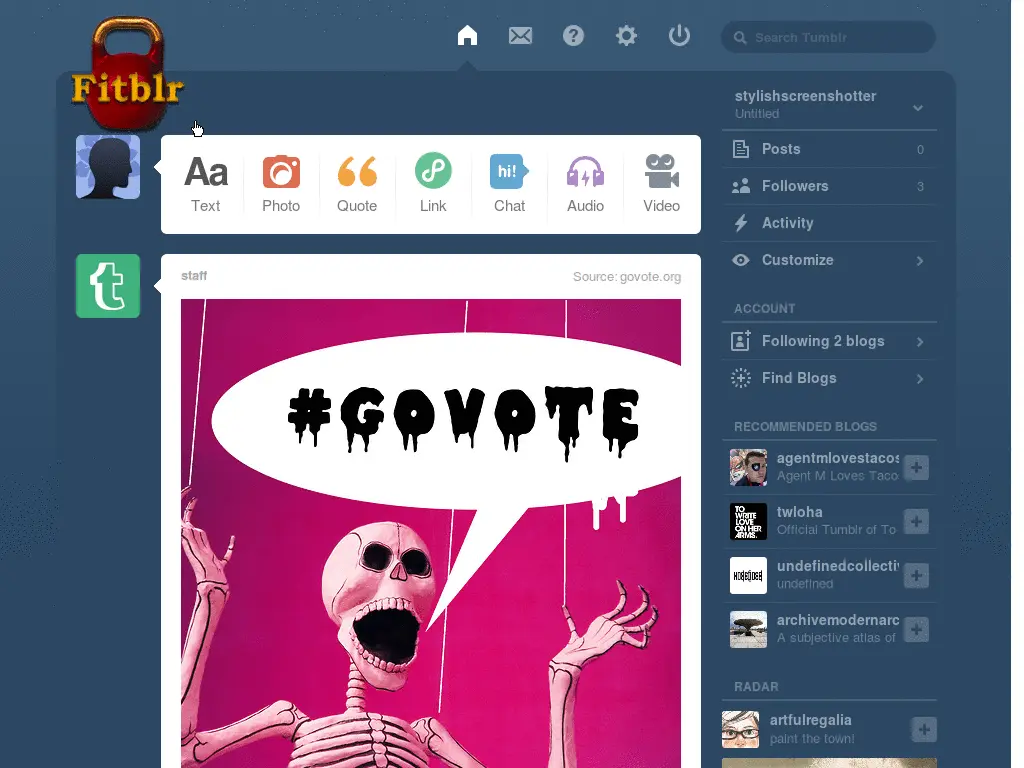 Search Tumblr
Fitblr
stylishscreenshotter
Untitled
Aa
hi!
Text
Photo
Quote
Link
Chat
Audio
Video
Posts 0
Followers 3
Activity
Customize
staff
Source: govote.org
#GOVOTE
ACCOUNT
Following 2 blogs
Find Blogs
RECOMMENDED BLOGS
agentmlovestacos
Agent M Loves Taco
TO
WRITE
LOVE
ON HER
ARMS.
twloha
Official Tumblr of To
undefinedcollecti
undefined
archivemodernarc
A subjective atlas of
RADAR
artfulregalia
paint the town!